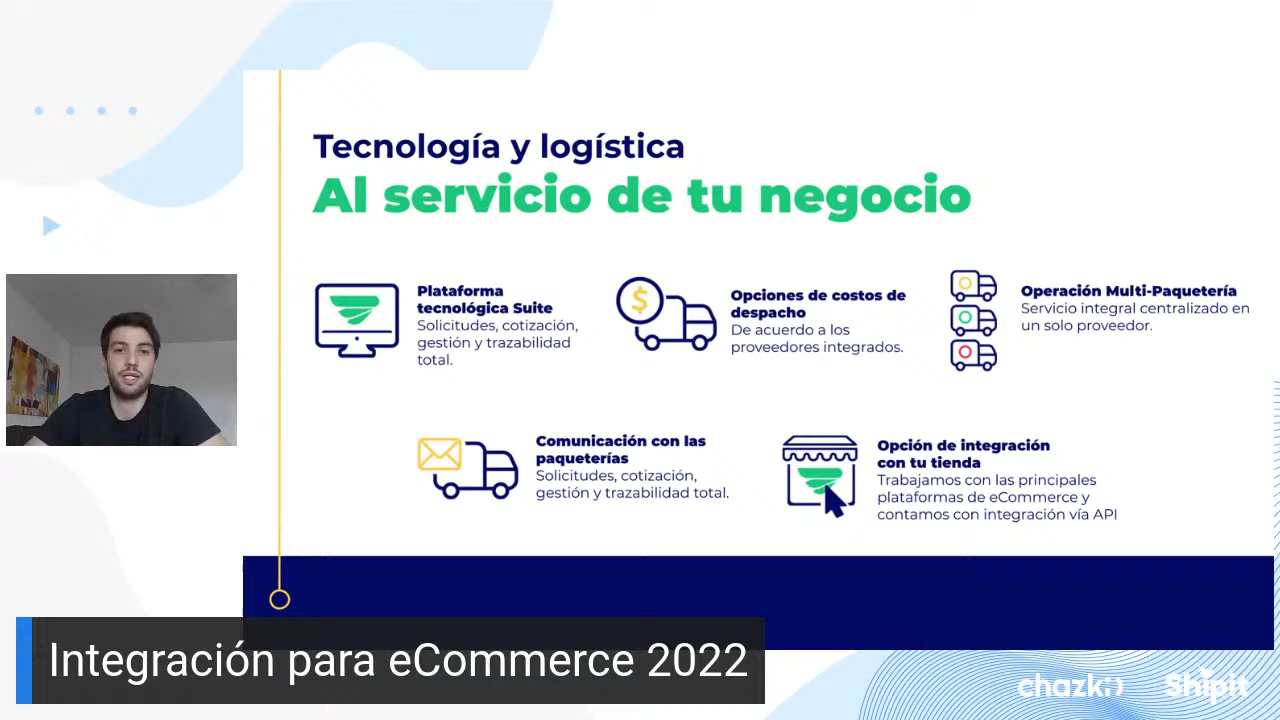 Tecnología y logística
Al servicio de tu negocio
Plataforma
tecnológica Suite
Solicitudes, cotización,
gestión y trazabilidad
total.
Opciones de costos de
despacho
De acuerdo a los
proveedores integrados.
Operación Multi-Paquetería
Servicio integral centralizado en
un solo proveedor.
Comunicación con las
paqueterías
Solicitudes, cotización,
gestión y trazabilidad total.
Opción de integración
con tu tienda
Trabajamos con las principales
plataformas de eCommerce y
contamos con integración vía API
Integración para eCommerce 2022
chazki Shipit